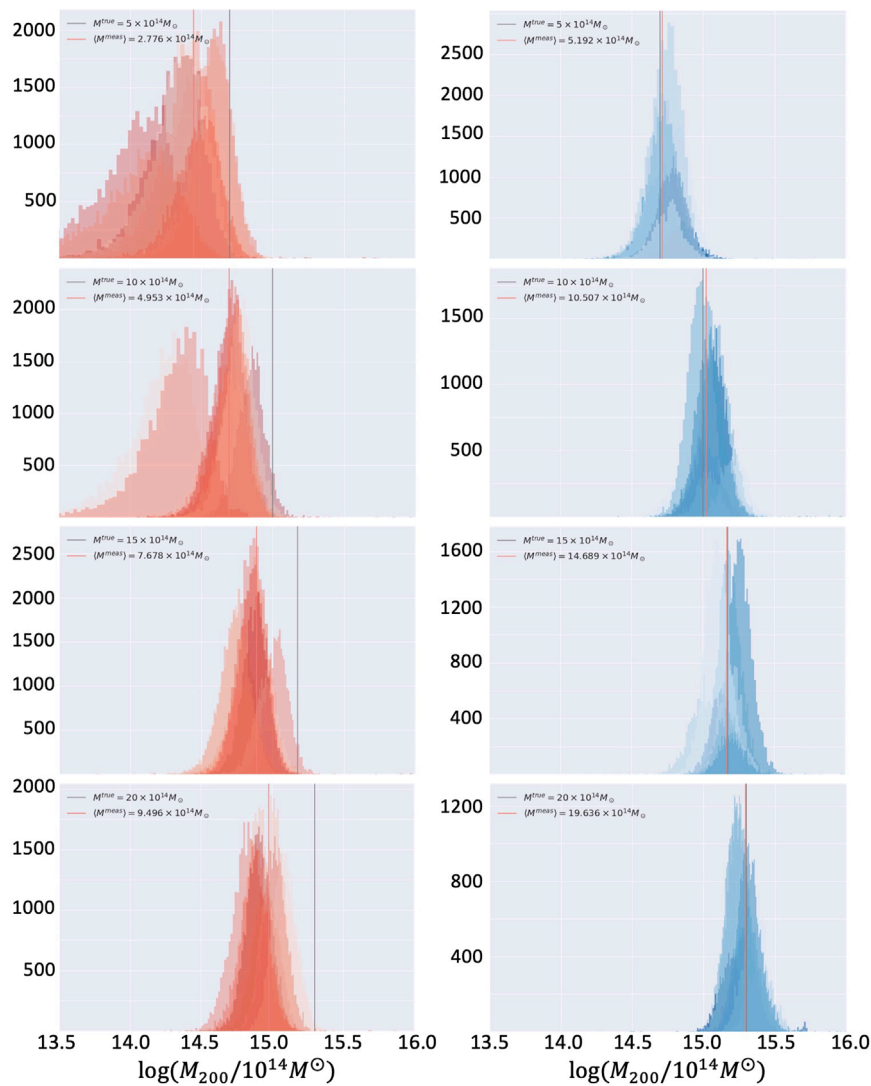 M^true = 5 × 10^14 M_⊙
⟨M^meas⟩ = 2.776 × 10^14 M_⊙
2000
1500
1000
500
M^true = 5 × 10^14 M_⊙
⟨M^meas⟩ = 5.192 × 10^14 M_⊙
2500
2000
1500
1000
500
M^true = 10 × 10^14 M_⊙
⟨M^meas⟩ = 4.953 × 10^14 M_⊙
2000
1500
1000
500
M^true = 10 × 10^14 M_⊙
⟨M^meas⟩ = 10.507 × 10^14 M_⊙
1500
1000
500
M^true = 15 × 10^14 M_⊙
⟨M^meas⟩ = 7.678 × 10^14 M_⊙
2500
2000
1500
1000
500
M^true = 15 × 10^14 M_⊙
⟨M^meas⟩ = 14.689 × 10^14 M_⊙
1600
1200
800
400
M^true = 20 × 10^14 M_⊙
⟨M^meas⟩ = 9.496 × 10^14 M_⊙
2000
1500
1000
500
M^true = 20 × 10^14 M_⊙
⟨M^meas⟩ = 19.636 × 10^14 M_⊙
1200
800
400
13.5 14.0 14.5 15.0 15.5 16.0
log(M_200/10^14 M^⊙)
13.5 14.0 14.5 15.0 15.5 16.0
log(M_200/10^14 M^⊙)